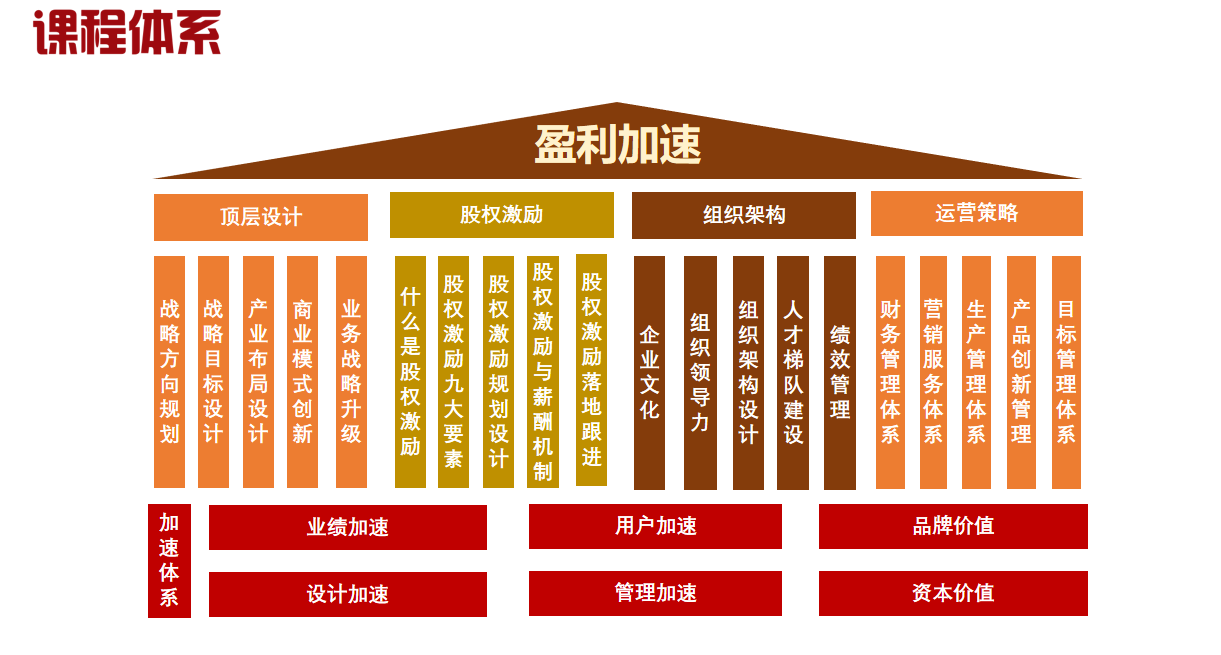 课程体系
盈利加速
顶层设计
股权激励
组织架构
运营策略
战略方向规划
战略目标设计
产业布局设计
商业模式创新
业务战略升级
什么是股权激励
股权激励九大要素
股权激励规划设计
股权激励与薪酬机制
股权激励落地跟进
企业文化
组织领导力
组织架构设计
人才梯队建设
绩效管理
财务管理体系
营销服务体系
生产管理体系
产品创新管理
目标管理体系
加速体系
业绩加速
用户加速
品牌价值
设计加速
管理加速
资本价值